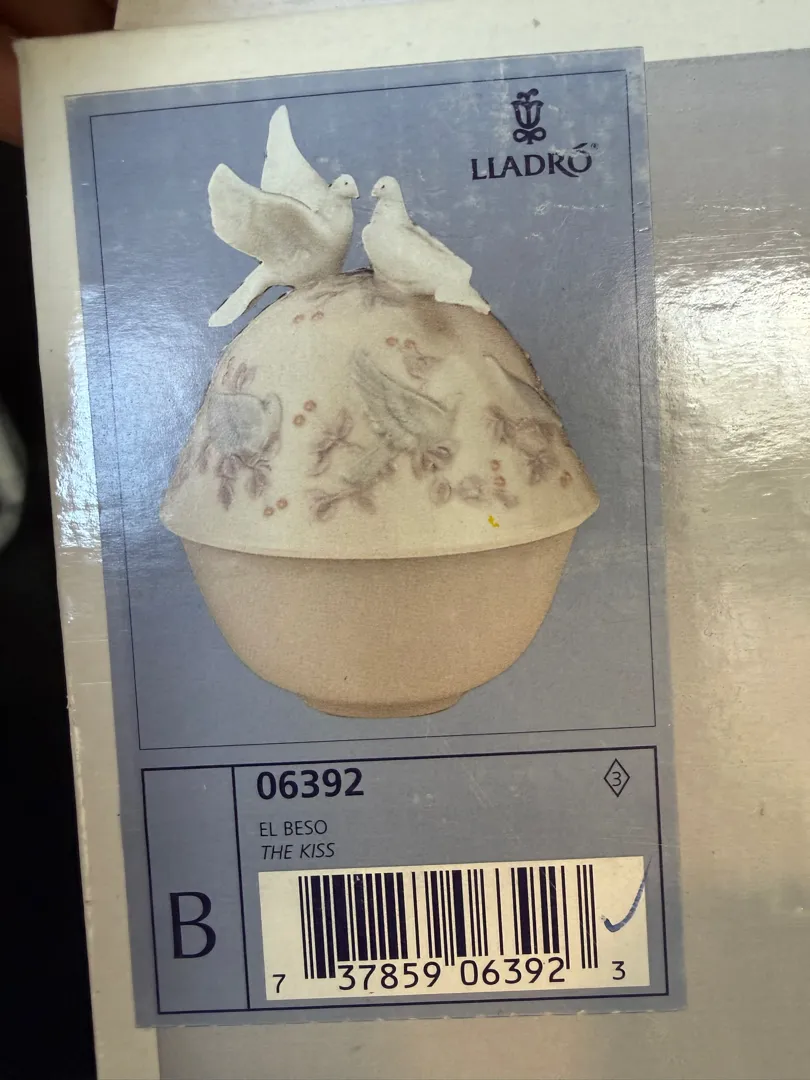 LLADRÓ®
06392
3
EL BESO
THE KISS
B
7 37859 06392 3